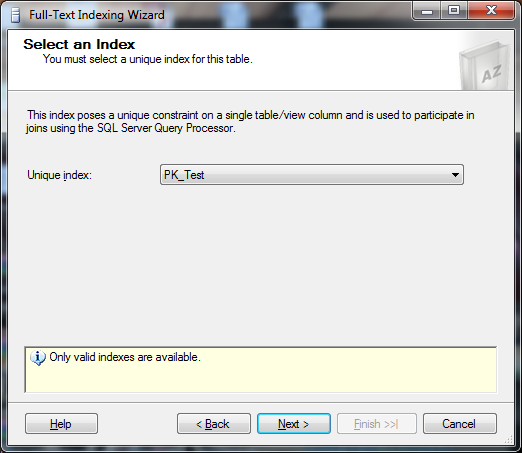 Full-Text Indexing Wizard
Select an Index
You must select a unique index for this table.
AZ
This index poses a unique constraint on a single table/view column and is used to participate in
joins using the SQL Server Query Processor.
Unique index:
PK_Test
Only valid indexes are available.
Help
< Back
Next >
Finish >>|
Cancel